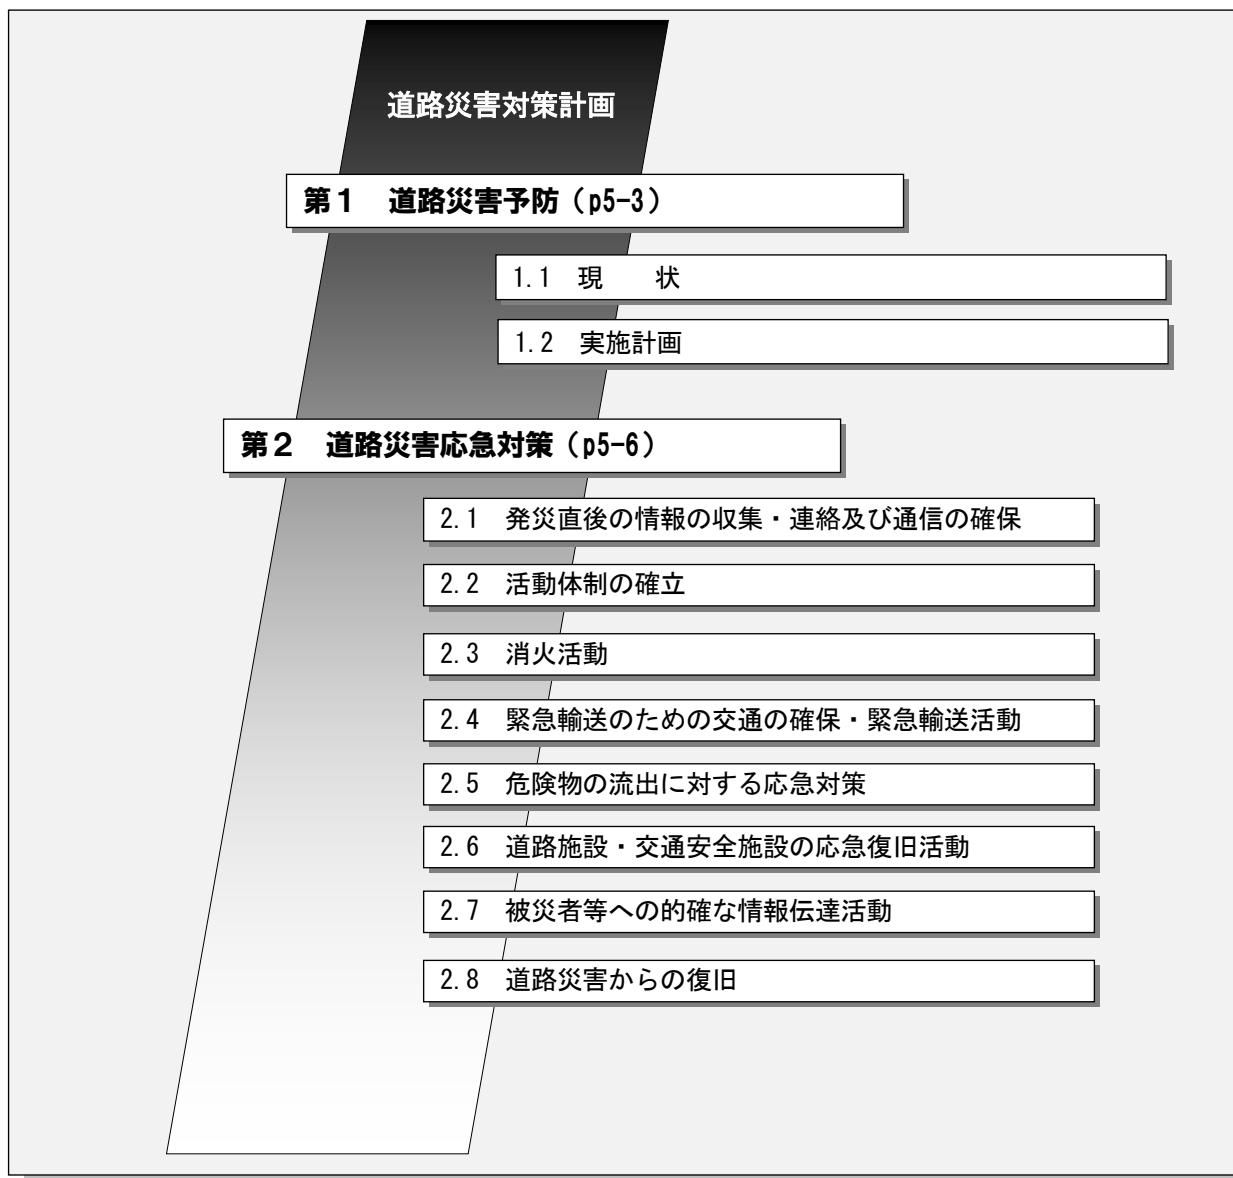 道路災害対策計画
第１　道路災害予防（p5-3）
1.1　現　　状
1.2　実施計画
第２　道路災害応急対策（p5-6）
2.1　発災直後の情報の収集・連絡及び通信の確保
2.2　活動体制の確立
2.3　消火活動
2.4　緊急輸送のための交通の確保・緊急輸送活動
2.5　危険物の流出に対する応急対策
2.6　道路施設・交通安全施設の応急復旧活動
2.7　被災者等への的確な情報伝達活動
2.8　道路災害からの復旧